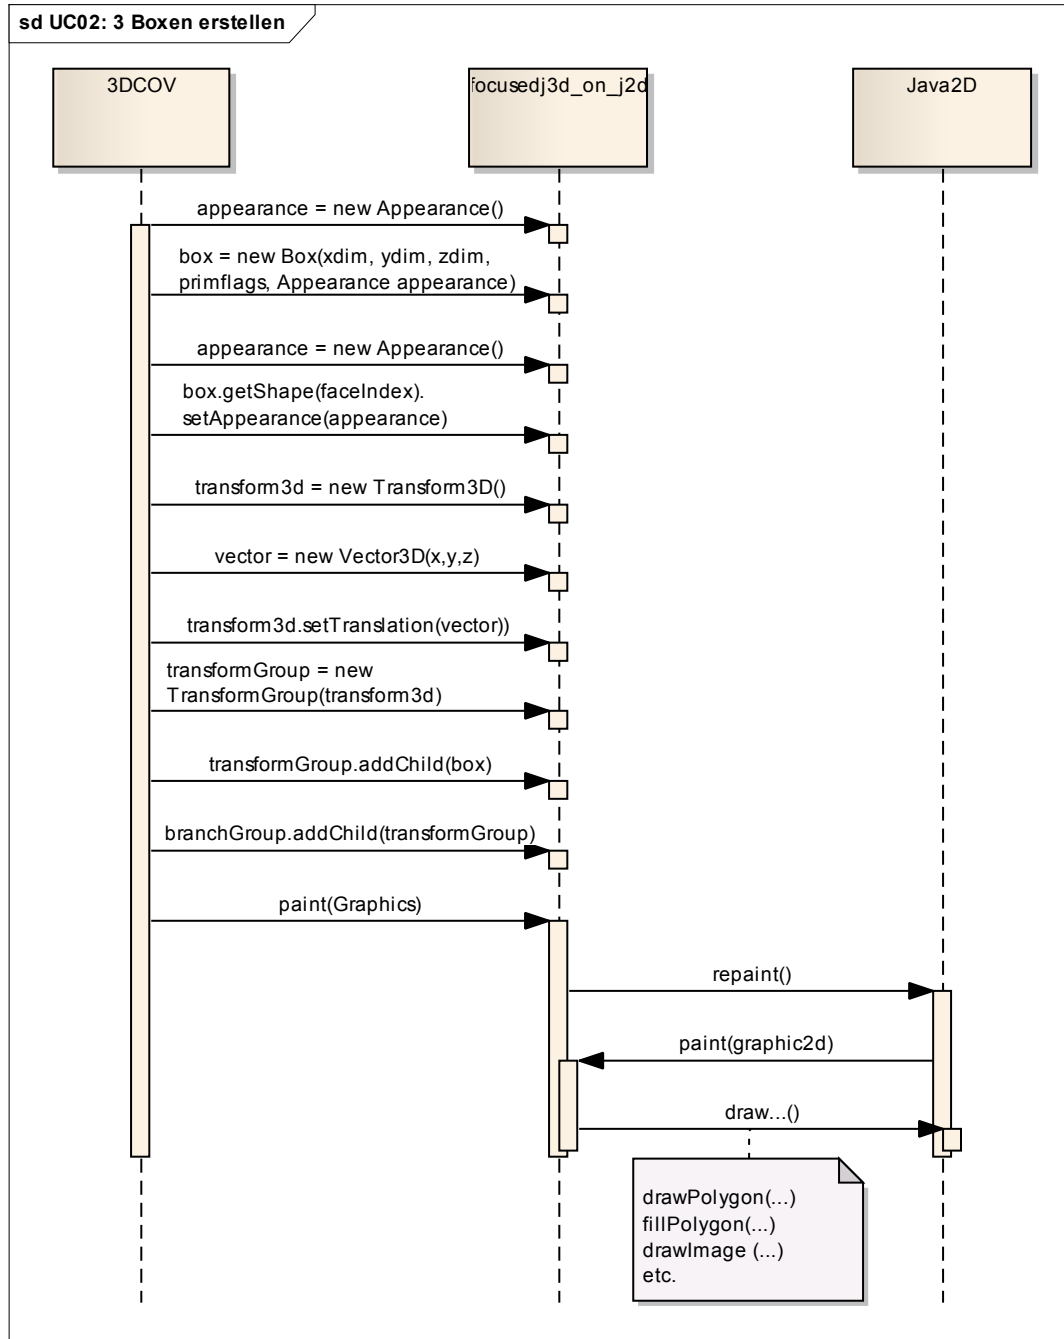 sd UC02: 3 Boxen erstellen
3DCOV
focusedj3d_on_j2d
Java2D
appearance = new Appearance()
box = new Box(xdim, ydim, zdim,
primflags, Appearance appearance)
appearance = new Appearance()
box.getShape(faceIndex).
setAppearance(appearance)
transform3d = new Transform3D()
vector = new Vector3D(x,y,z)
transform3d.setTranslation(vector))
transformGroup = new
TransformGroup(transform3d)
transformGroup.addChild(box)
branchGroup.addChild(transformGroup)
paint(Graphics)
repaint()
paint(graphic2d)
draw...()
drawPolygon(...)
fillPolygon(...)
drawImage (...)
etc.